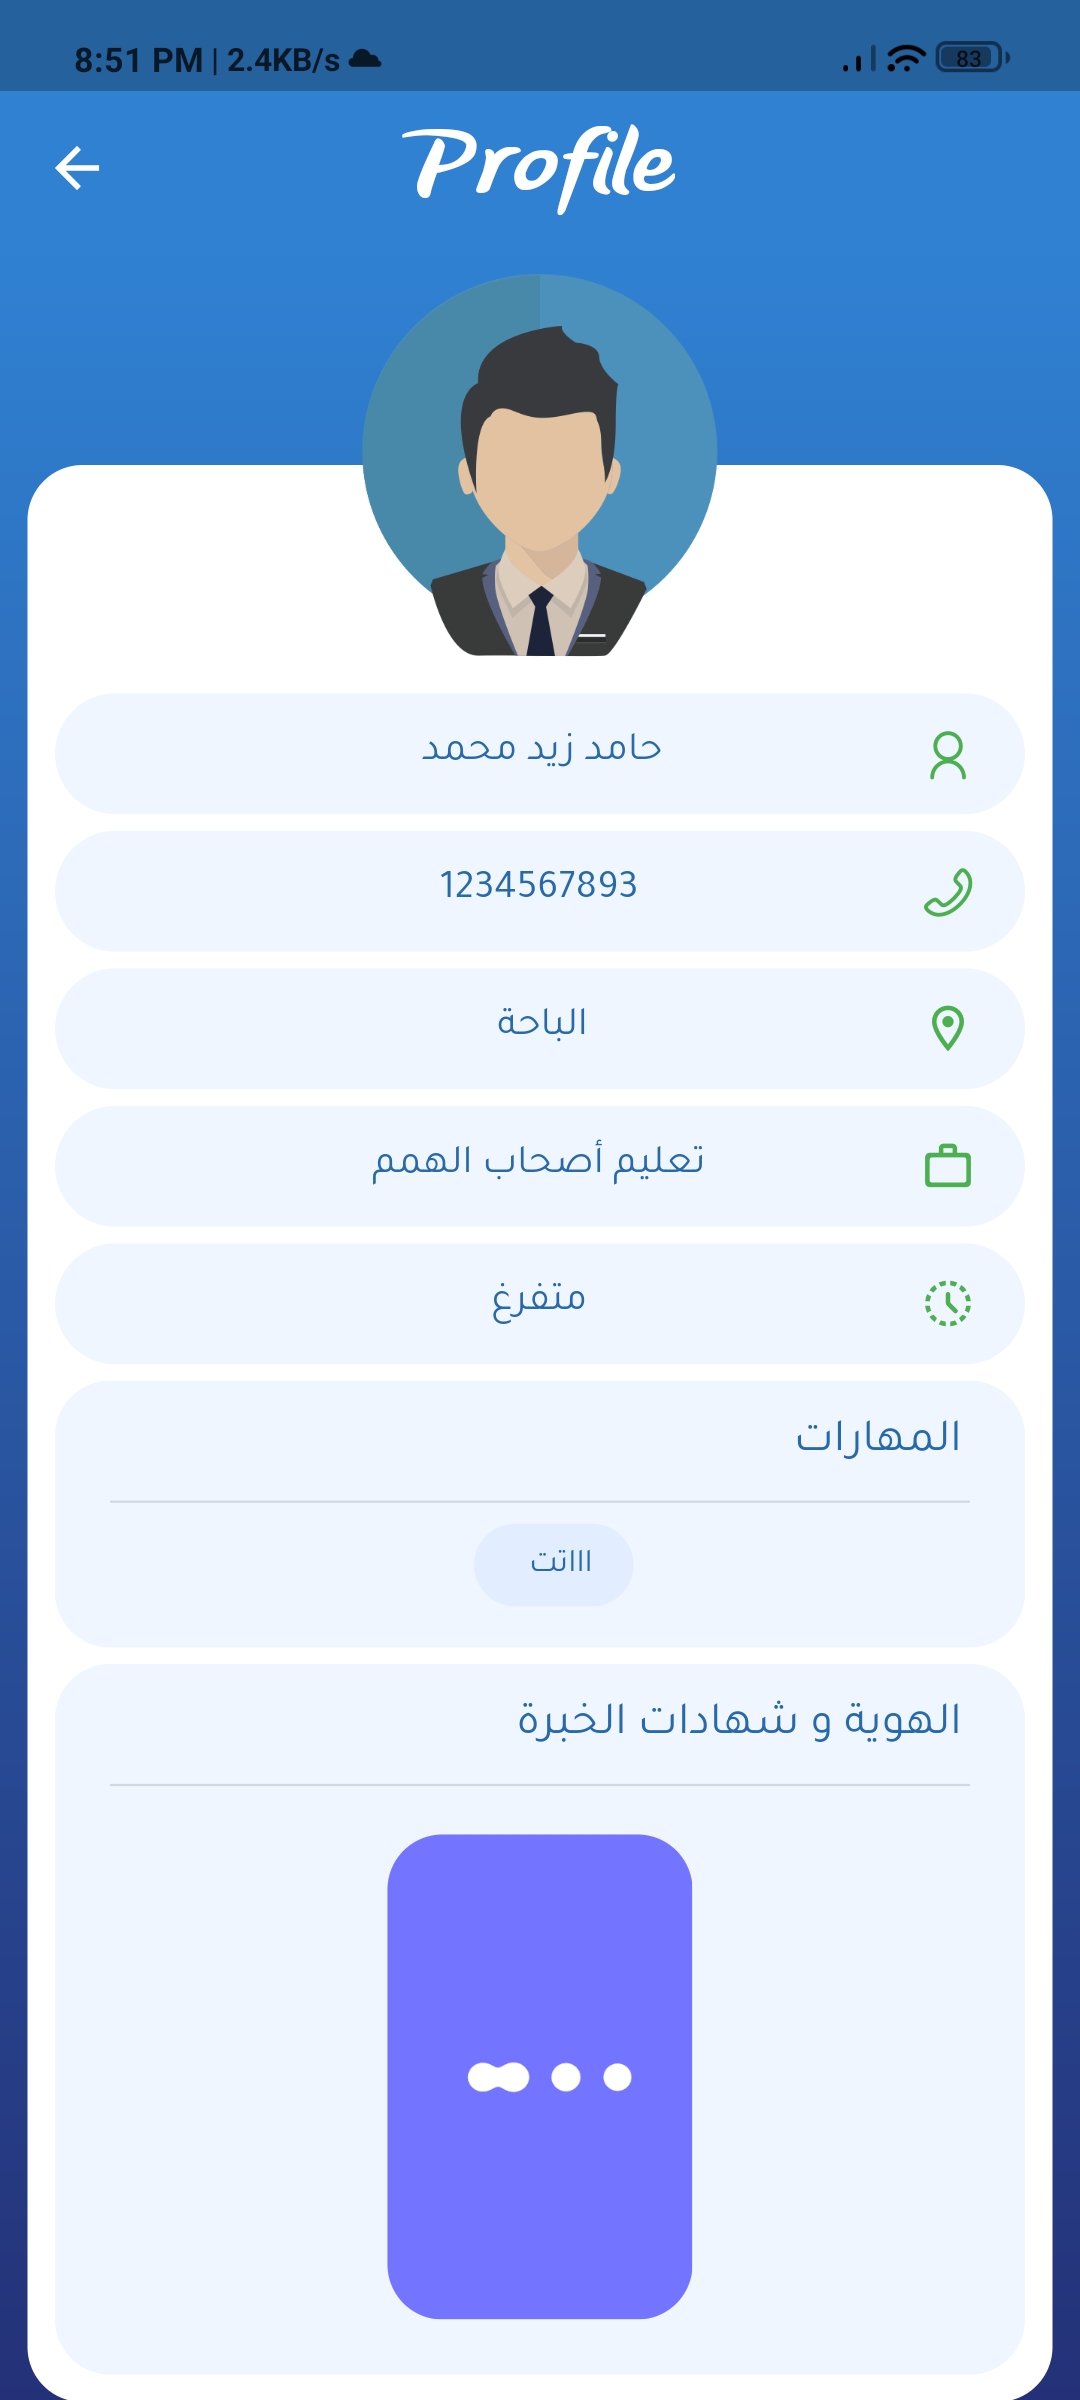 8:51 PM | 2.4KB/s
83
Profile
حامد زيد محمد
1234567893
الباحة
تعليم أصحاب الهمم
متفرغ
المهارات
اااتت
الهوية و شهادات الخبرة